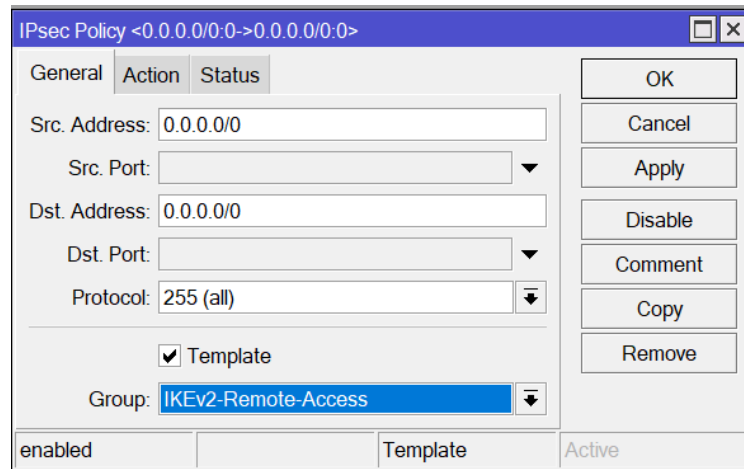 IPsec Policy <0.0.0.0/0:0->0.0.0.0/0:0>
General Action Status
Src. Address: 0.0.0.0/0
Src. Port:
Dst. Address: 0.0.0.0/0
Dst. Port:
Protocol: 255 (all)
Template
Group: IKEv2-Remote-Access
OK
Cancel
Apply
Disable
Comment
Copy
Remove
enabled Template Active